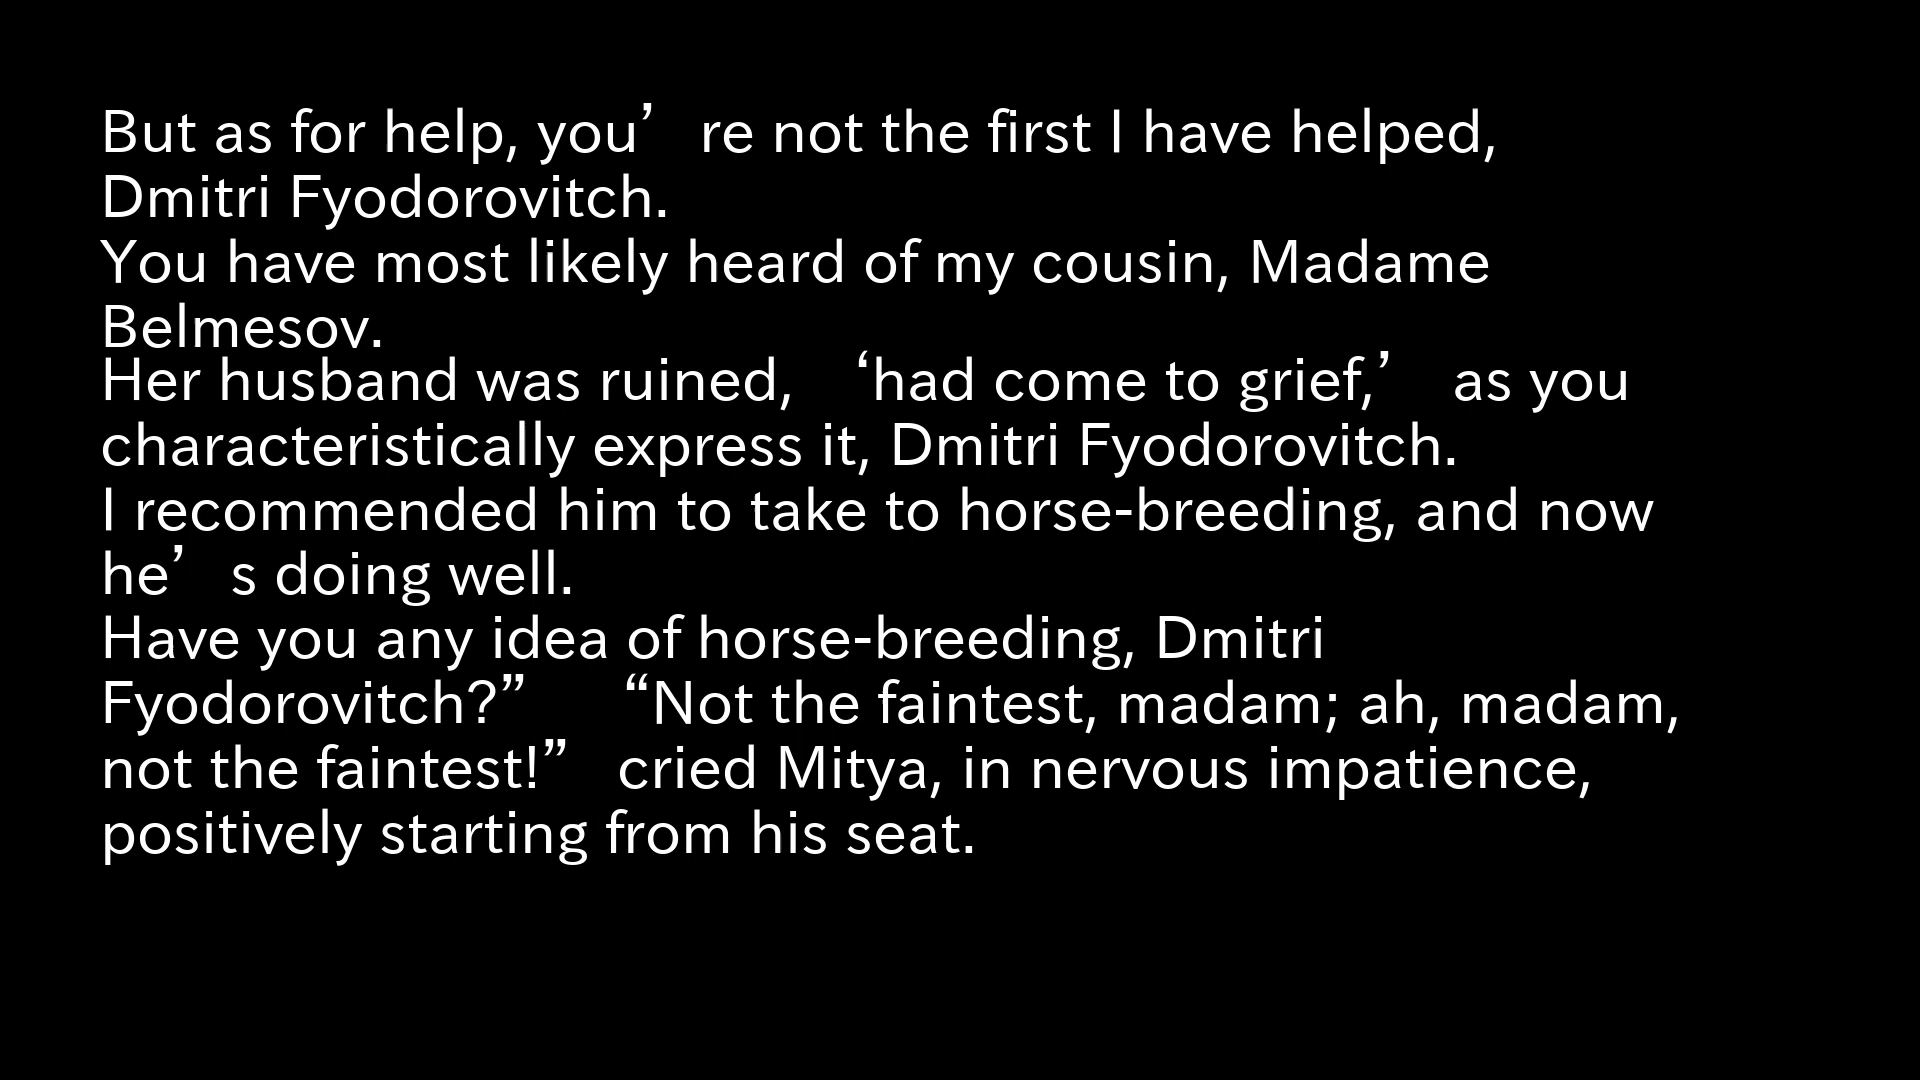 But as for help, you’re not the first I have helped,
Dmitri Fyodorovitch.
You have most likely heard of my cousin, Madame
Belmesov.
Her husband was ruined, ‘had come to grief,’ as you
characteristically express it, Dmitri Fyodorovitch.
I recommended him to take to horse-breeding, and now
he’s doing well.
Have you any idea of horse-breeding, Dmitri
Fyodorovitch?” “Not the faintest, madam; ah, madam,
not the faintest!” cried Mitya, in nervous impatience,
positively starting from his seat.